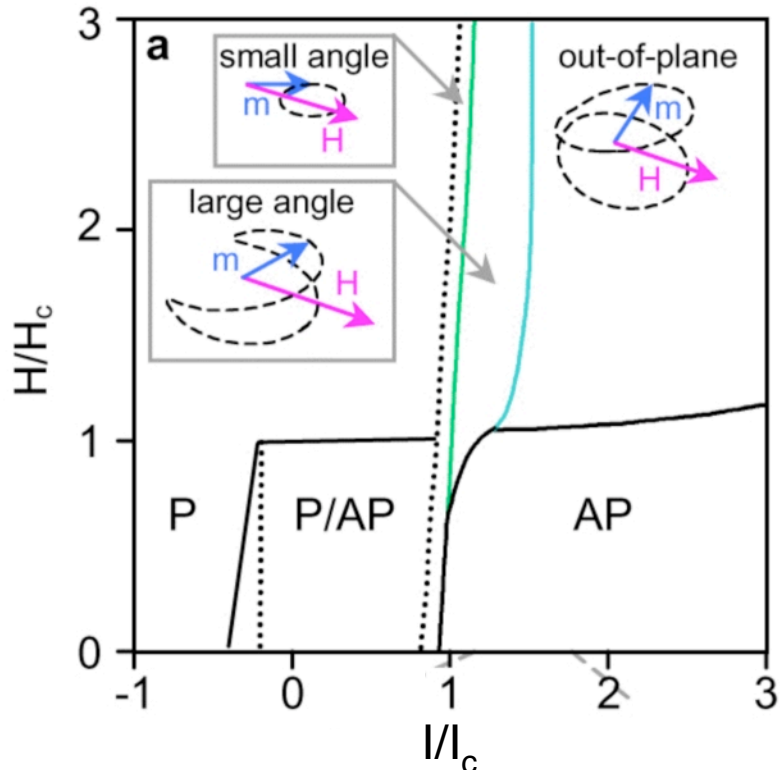 a
small angle
m
H
large angle
m
H
out-of-plane
m
H
P
P/AP
AP
H/Hc
3
2
1
0
-1
0
1
2
3
I/Ic